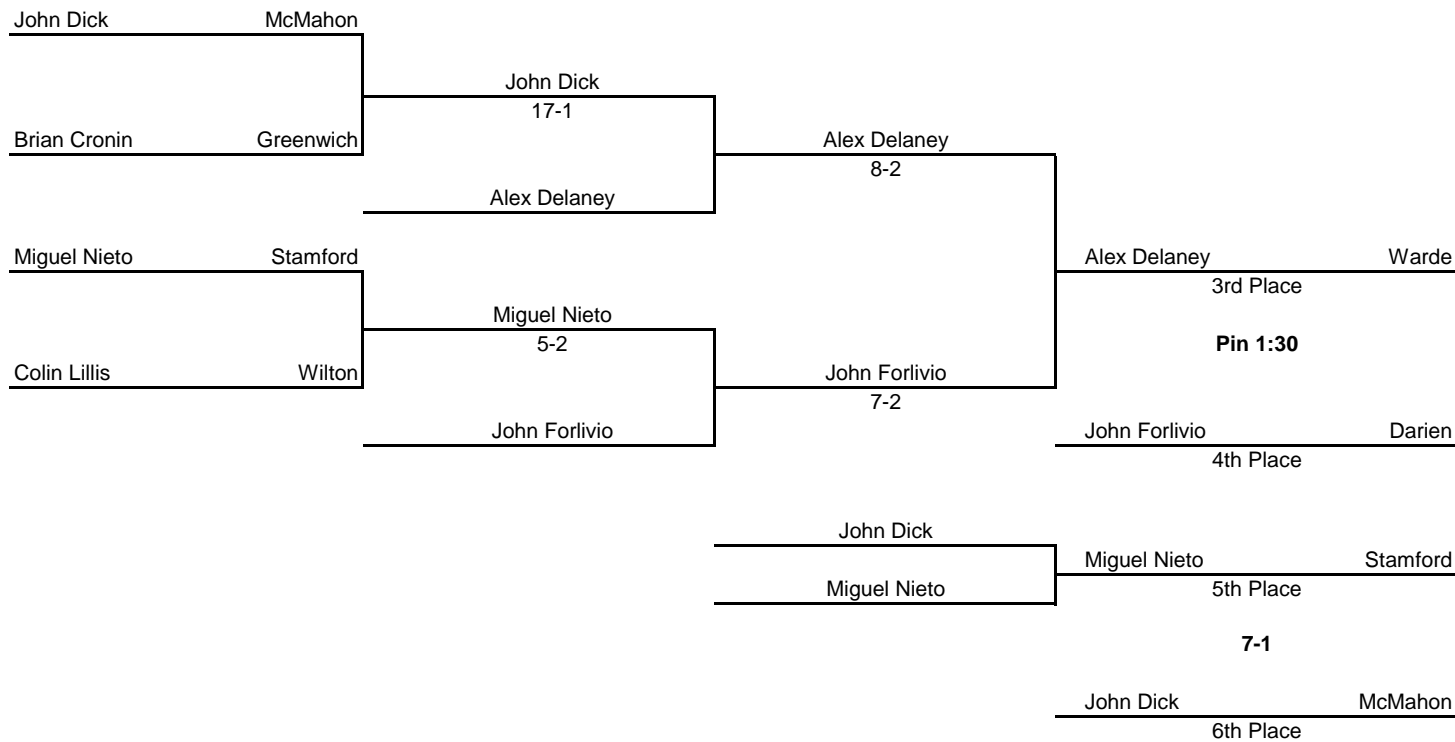 John Dick McMahon
John Dick
17-1
Brian Cronin Greenwich Alex Delaney
8-2
Alex Delaney
Miguel Nieto Stamford Alex Delaney Warde
3rd Place
Miguel Nieto
5-2 Pin 1:30
Colin Lillis Wilton John Forlivio
7-2
John Forlivio John Forlivio Darien
4th Place
John Dick
Miguel Nieto Stamford
Miguel Nieto 5th Place
7-1
John Dick McMahon
6th Place